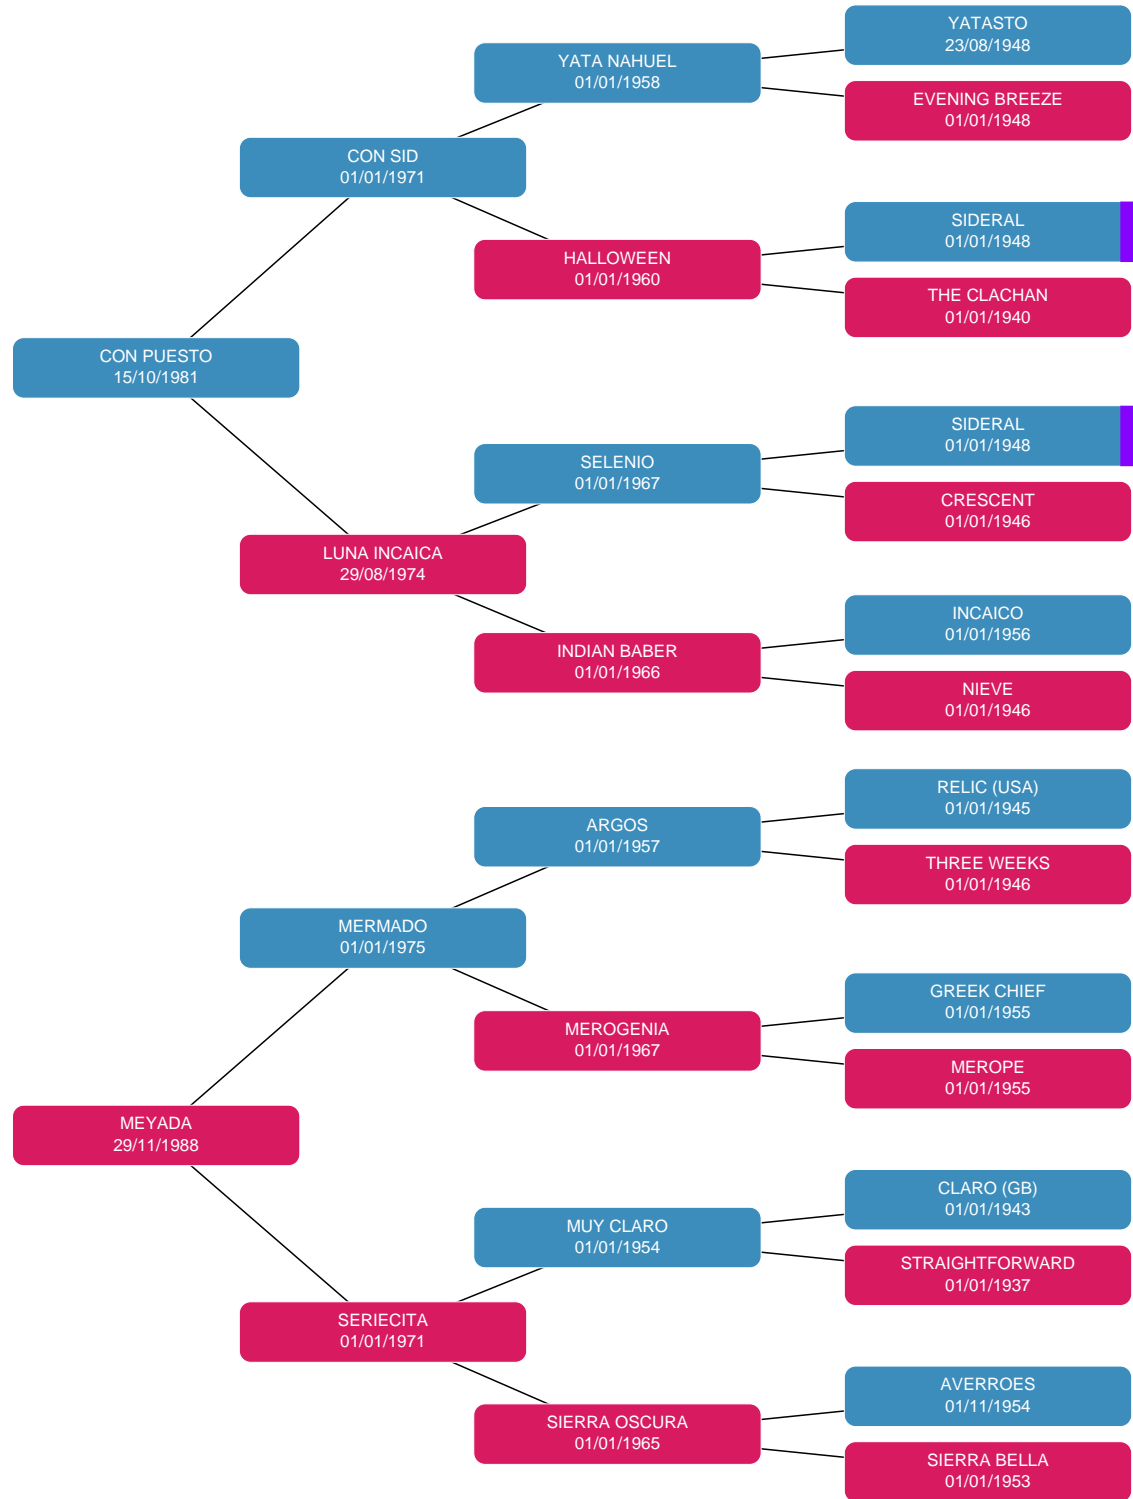 YATASTO
23/08/1948
YATA NAHUEL
01/01/1958
EVENING BREEZE
01/01/1948
CON SID
01/01/1971
SIDERAL
01/01/1948
HALLOWEEN
01/01/1960
THE CLACHAN
01/01/1940
CON PUESTO
15/10/1981
SIDERAL
01/01/1948
SELENIO
01/01/1967
CRESCENT
01/01/1946
LUNA INCAICA
29/08/1974
INCAICO
01/01/1956
INDIAN BABER
01/01/1966
NIEVE
01/01/1946
RELIC (USA)
01/01/1945
ARGOS
01/01/1957
THREE WEEKS
01/01/1946
MERMADO
01/01/1975
GREEK CHIEF
01/01/1955
MEROGENIA
01/01/1967
MEROPE
01/01/1955
MEYADA
29/11/1988
CLARO (GB)
01/01/1943
MUY CLARO
01/01/1954
STRAIGHTFORWARD
01/01/1937
SERIECITA
01/01/1971
AVERROES
01/11/1954
SIERRA OSCURA
01/01/1965
SIERRA BELLA
01/01/1953